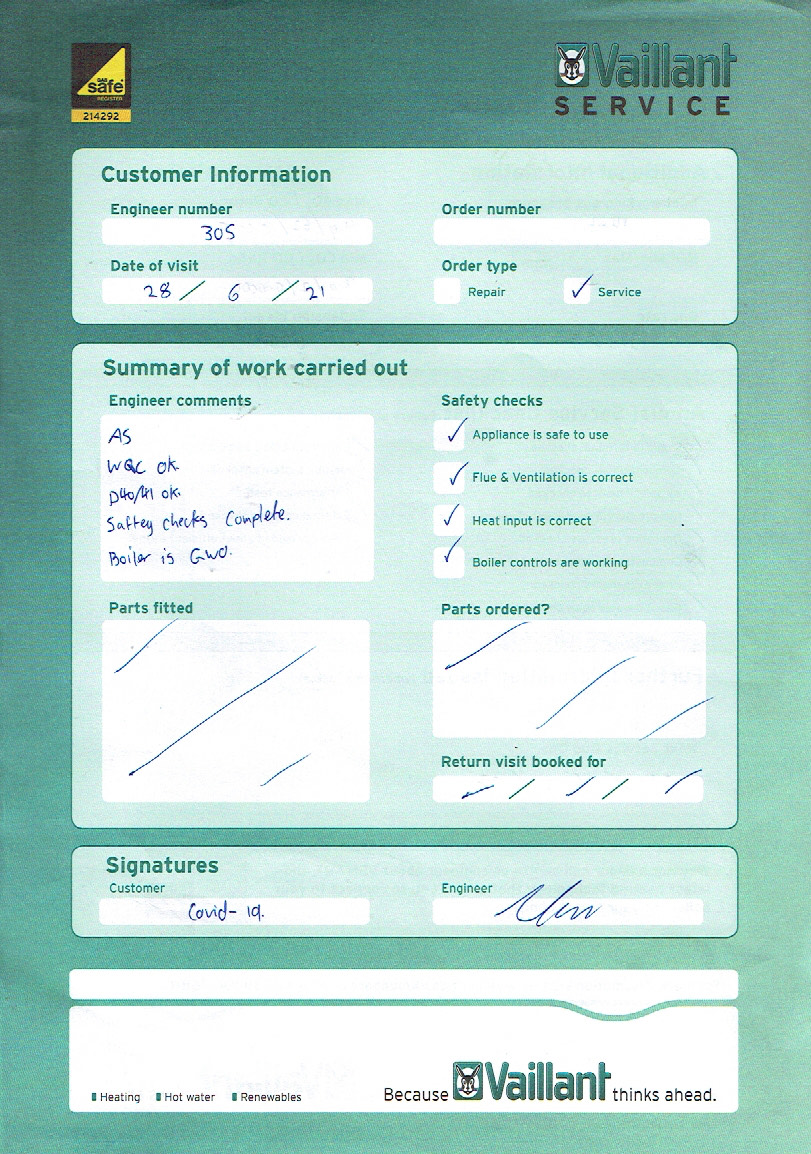 GAS
safe
REGISTER
214292
Vaillant
SERVICE
Customer Information
Engineer number
305
Order number
Date of visit
28 / 6 / 21
Order type
Repair
Service
Summary of work carried out
Engineer comments
AS
WQC ok.
D40/41 ok.
Saftey checks Complete.
Boiler is GWO.
Safety checks
Appliance is safe to use
Flue & Ventilation is correct
Heat input is correct
Boiler controls are working
Parts fitted
Parts ordered?
Return visit booked for
Signatures
Customer
Covid-19.
Engineer
Heating
Hot water
Renewables
Because Vaillant thinks ahead.